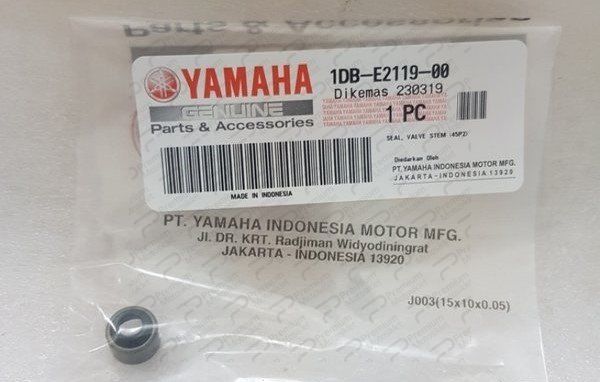 Parts & Accessories
YAMAHA
GENUINE
Parts & Accessories
1DB-E2119-00
Dikemas 230319
1 PC
SEAL, VALVE STEM (45P2)
Diedarkan Oleh
PT. YAMAHA INDONESIA MOTOR MFG.
JAKARTA-INDONESIA 13920
MADE IN INDONESIA
PT. YAMAHA INDONESIA MOTOR MFG.
Jl. DR. KRT. Radjiman Widyodiningrat
JAKARTA - INDONESIA 13920
J003(15x10x0.05)